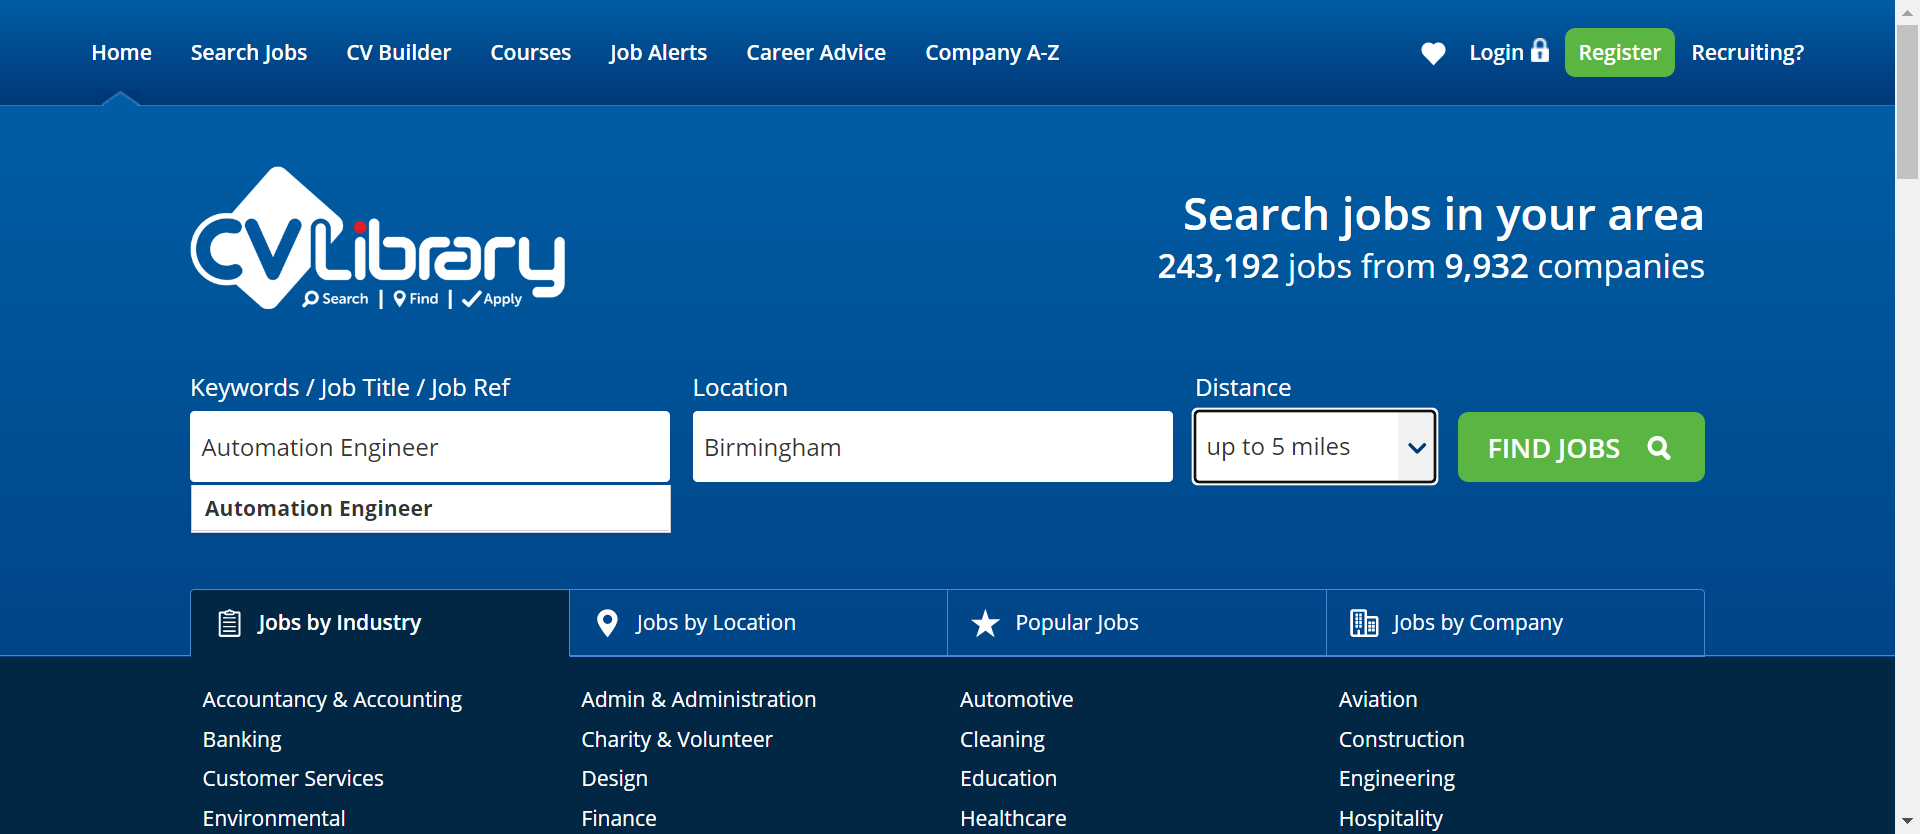 Home Search Jobs CV Builder Courses Job Alerts Career Advice Company A-Z Login Register Recruiting?
CV Library
Search | Find | Apply
Search jobs in your area
243,192 jobs from 9,932 companies
Keywords / Job Title / Job Ref Location Distance
Automation Engineer Birmingham up to 5 miles FIND JOBS
Automation Engineer
Jobs by Industry Jobs by Location Popular Jobs Jobs by Company
Accountancy & Accounting Admin & Administration Automotive Aviation
Banking Charity & Volunteer Cleaning Construction
Customer Services Design Education Engineering
Environmental Finance Healthcare Hospitality